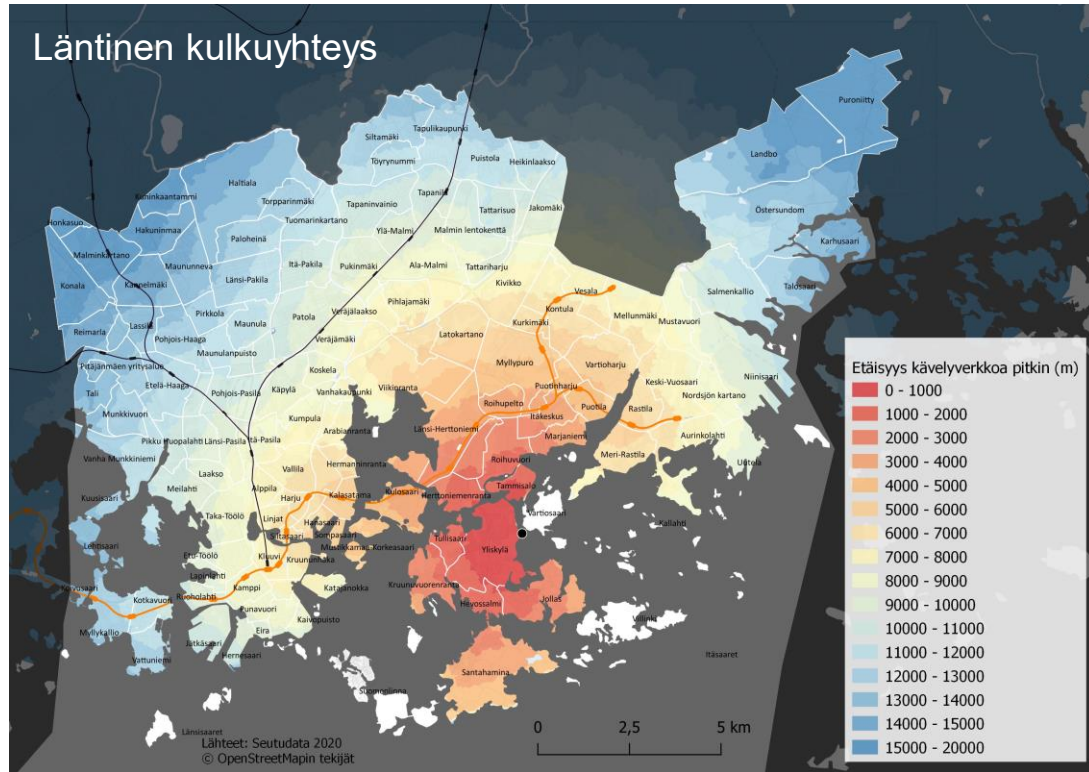 Läntinen kulkuyhteys
Puroniitty
Tapulikaupunki
Siltamäki
Landbo
Töyrynummi
Puistola
Heikinlaakso
Haltiala
Tapanila
Kuninkaantammi
Torpparinmäki
Tapaninvainio
Tattarisuo
Jakomäki
Östersundom
Honkasuo
Hakuninmaa
Tuomarinkartano
Ylä-Malmi
Malmin lentokenttä
Paloheinä
Karhusaari
Malminkartano
Maununneva
Itä-Pakila
Pukinmäki
Ala-Malmi
Tattariharju
Länsi-Pakila
Konala
Kannelmäki
Kivikko
Salmenkallio
Talosaari
Vesala
Pihlajamäki
Kontula
Mellunmäki
Mustavuori
Pirkkola
Patola
Veräjälaakso
Kurkimäki
Reimarla
Lassila
Maunula
Latokartano
Pohjois-Haaga
Veräjämäki
Maunulanpuisto
Myllypuro
Vartioharju
Pitäjänmäen yritysalue
Koskela
Etelä-Haaga
Pohjois-Pasila
Käpylä
Vanhakaupunki
Viikinranta
Puotinharju
Keski-Vuosaari
Niinisaari
Tali
Roihupelto
Nordsjön kartano
Munkkivuori
Kumpula
Arabianranta
Itäkeskus
Puotila
Rastila
Länsi-Herttoniemi
Marjaniemi
Aurinkolahti
Pikku Huopalahti
Länsi-Pasila
Itä-Pasila
Vanha Munkkiniemi
Laakso
Vallila
Hermanninranta
Roihuvuori
Meri-Rastila
Uutela
Meilahti
Alppila
Kuusisaari
Harju
Kalasatama
Kulosaari
Herttoniemenranta
Tammisalo
Taka-Töölö
Linjat
Hanasaari
Vartiosaari
Kallahti
Lehtisaari
Siltasaari
Sompasaari
Mustikkamaa
Korkeasaari
Tullisaari
Yliskylä
Etu-Töölö
Kluuvi
Kruununhaka
Lapinlahti
Koivusaari
Kotkavuori
Ruoholahti
Kamppi
Katajanokka
Kruunuvuorenranta
Hevossalmi
Jollas
Punavuori
Kaivopuisto
Villinki
Myllykallio
Jätkäsaari
Eira
Vattuniemi
Hernesaari
Itäsaaret
Santahamina
Suomenlinna
Länsisaaret
Lähteet: Seutudata 2020
© OpenStreetMapin tekijät
0 2,5 5 km
Etäisyys kävelyverkkoa pitkin (m)
0 - 1000
1000 - 2000
2000 - 3000
3000 - 4000
4000 - 5000
5000 - 6000
6000 - 7000
7000 - 8000
8000 - 9000
9000 - 10000
10000 - 11000
11000 - 12000
12000 - 13000
13000 - 14000
14000 - 15000
15000 - 20000